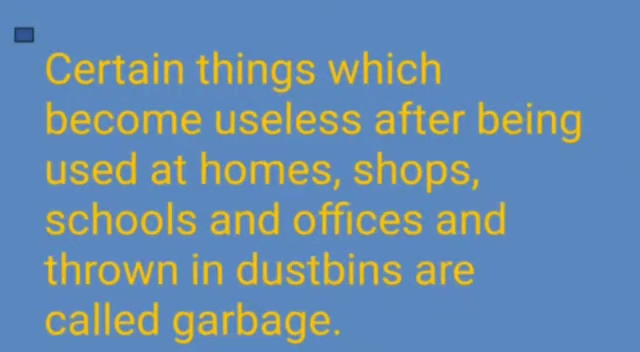 Certain things which
become useless after being
used at homes, shops,
schools and offices and
thrown in dustbins are
called garbage.